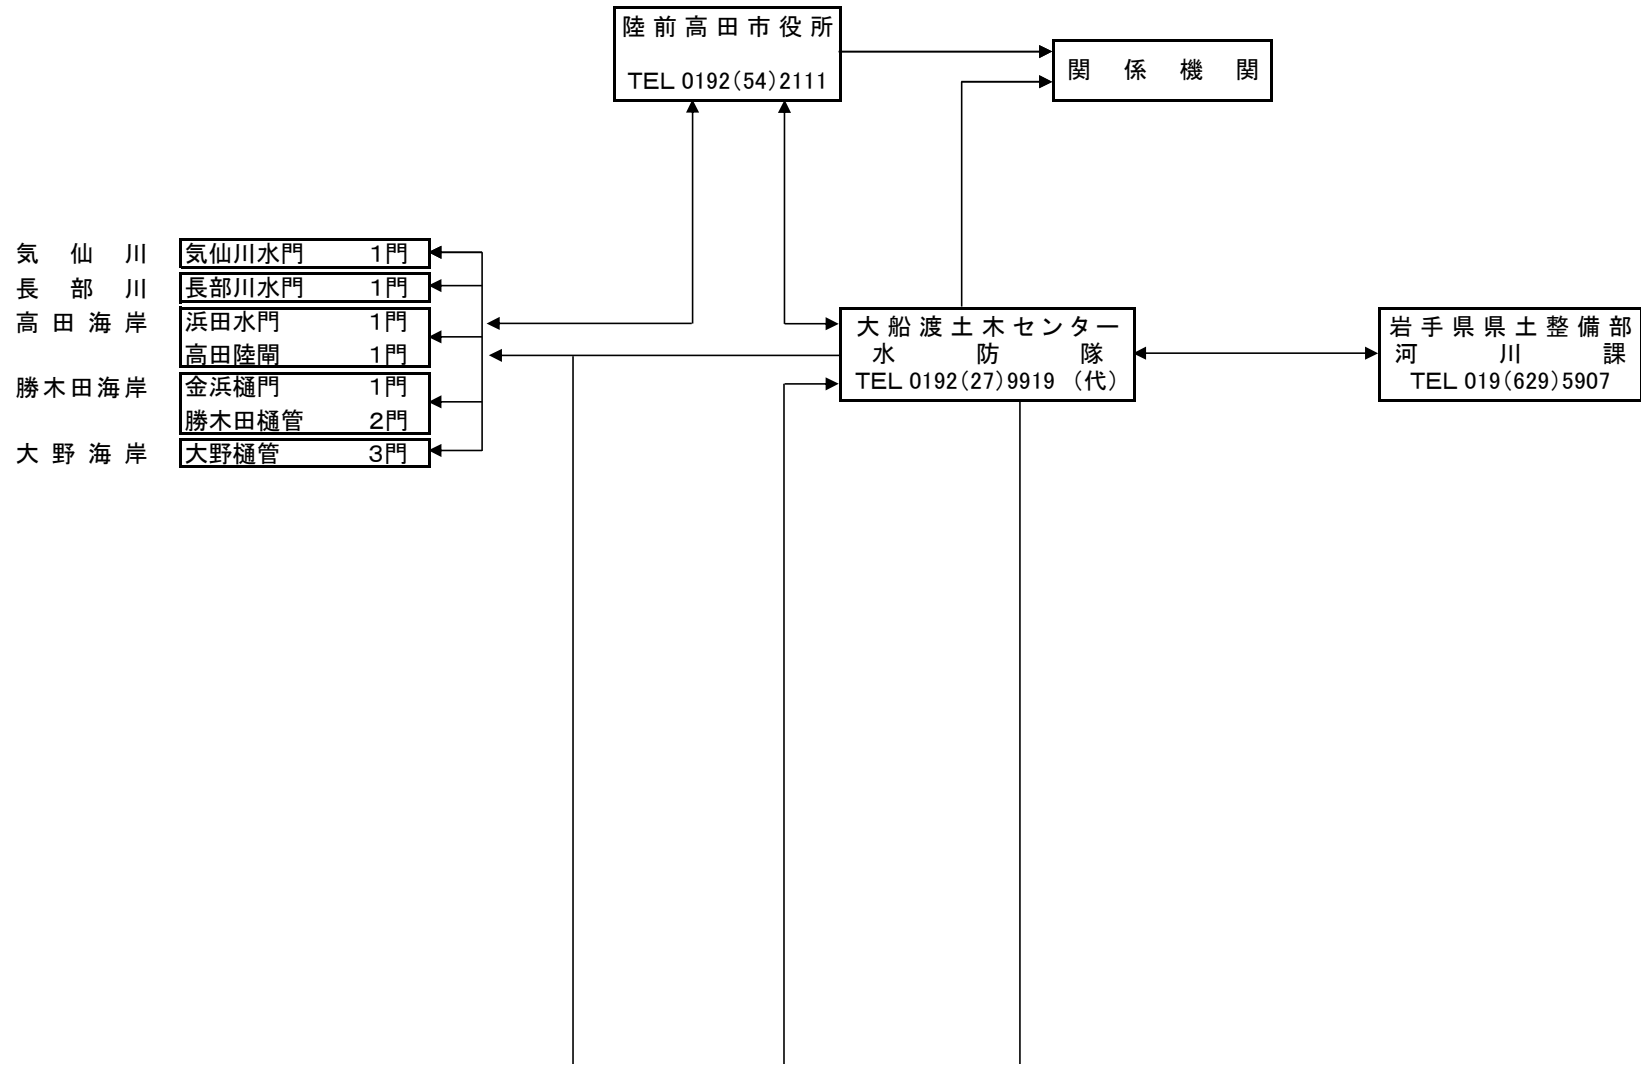 陸前高田市役所
TEL 0192(54)2111
関係機関
気仙川 気仙川水門 1門
長部川 長部川水門 1門
高田海岸 浜田水門 1門
高田陸閘 1門
勝木田海岸 金浜樋門 1門
勝木田樋管 2門
大野海岸 大野樋管 3門
大船渡土木センター
水防隊
TEL 0192(27)9919 (代)
岩手県県土整備部
河川課
TEL 019(629)5907